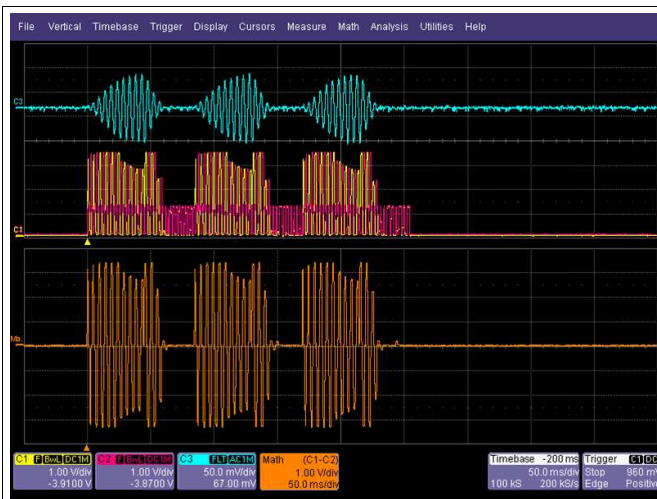 File Vertical Timebase Trigger Display Cursors Measure Math Analysis Utilities Help
C3
C1
Ma
C1 F BwL DC1M C2 F BwL DC1M C3 FLT AC1M Math (C1-C2) Timebase -200 ms Trigger C1 DC
1.00 V/div 1.00 V/div 50.0 mV/div 1.00 V/div 50.0 ms/div Stop 960 mV
-3.9100 V -3.8700 V 67.00 mV 50.0 ms/div 100 kS 200 kS/s Edge Positive